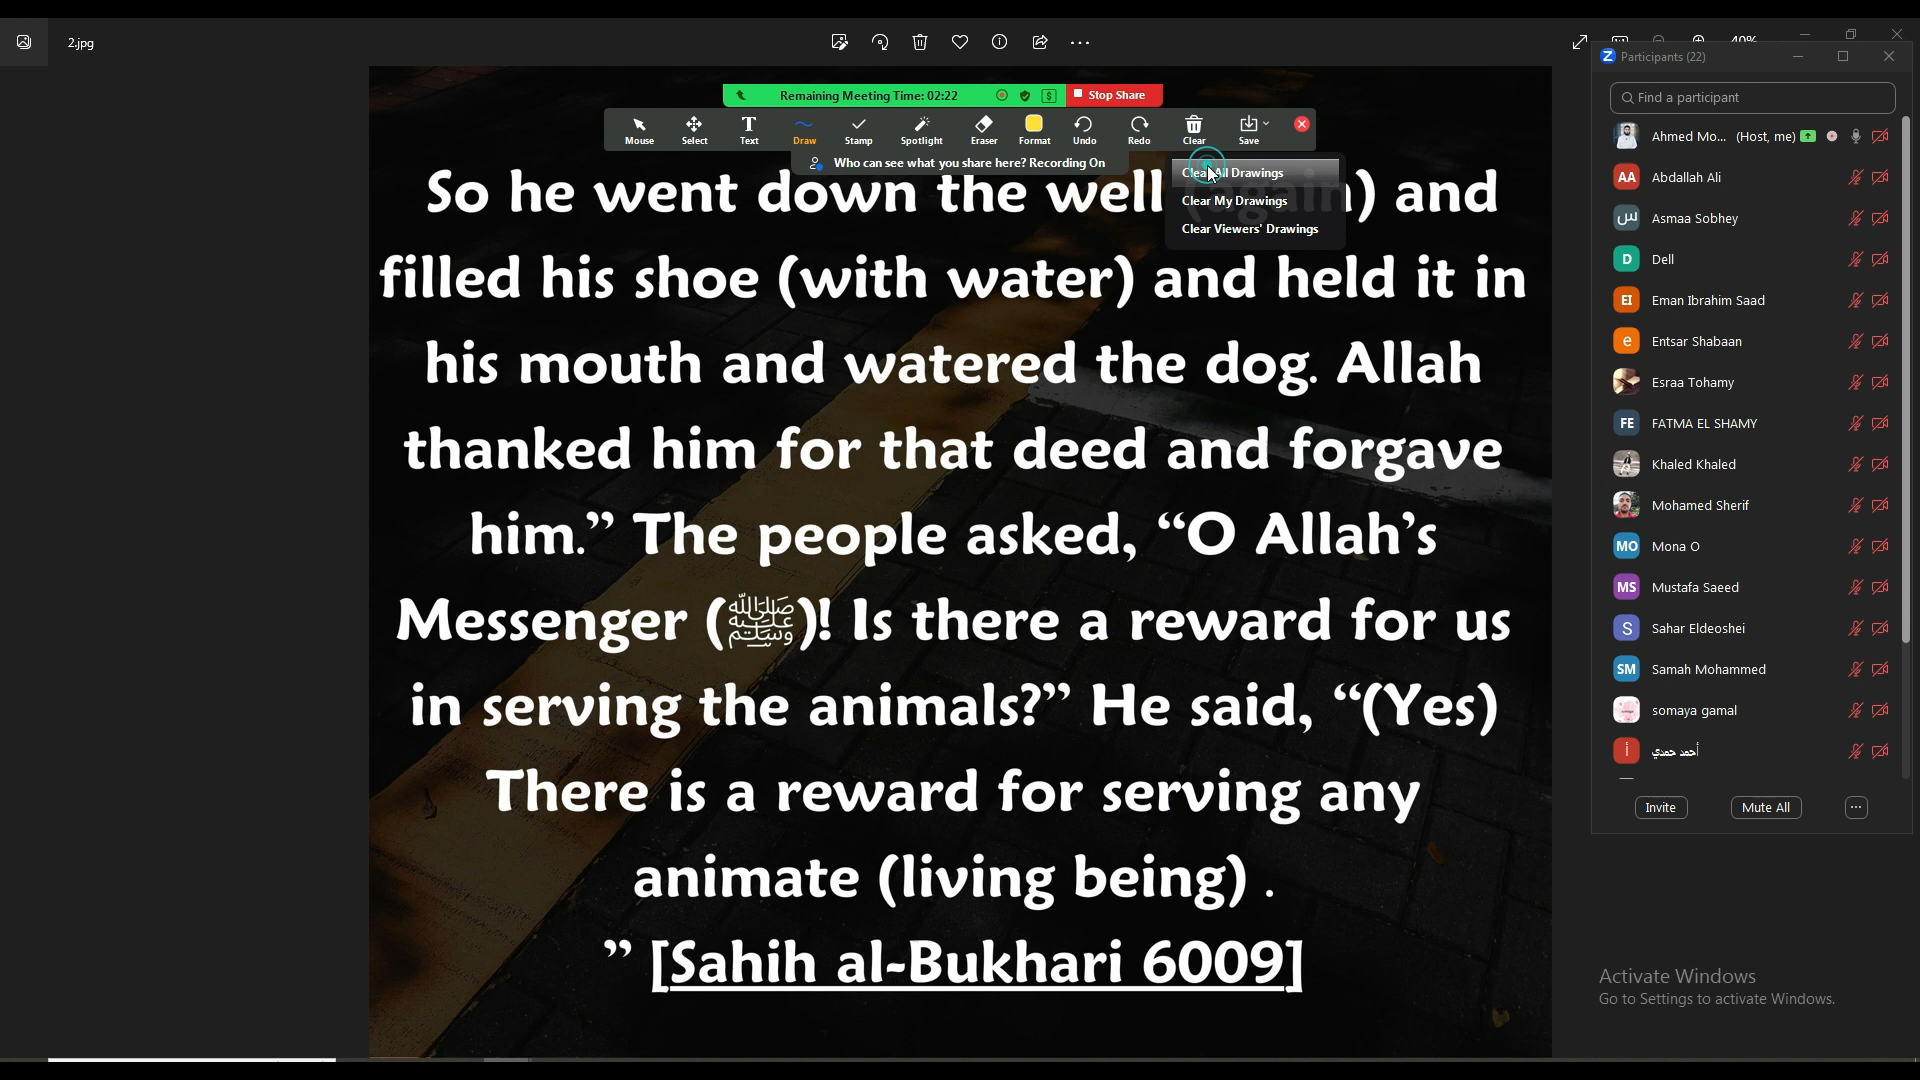 2.jpg
40%
Participants (22)
Remaining Meeting Time: 02:22
Stop Share
Find a participant
Mouse
Select
Text
Draw
Stamp
Spotlight
Eraser
Format
Undo
Redo
Clear
Save
Who can see what you share here? Recording On
Clear All Drawings
Clear My Drawings
Clear Viewers' Drawings
So he went down the well (again) and
filled his shoe (with water) and held it in
his mouth and watered the dog. Allah
thanked him for that deed and forgave
him.” The people asked, “O Allah’s
Messenger (ﷺ)! Is there a reward for us
in serving the animals?” He said, “(Yes)
There is a reward for serving any
animate (living being) .
” [Sahih al-Bukhari 6009]
Ahmed Mo... (Host, me)
AA Abdallah Ali
س Asmaa Sobhey
D Dell
EI Eman Ibrahim Saad
e Entsar Shabaan
Esraa Tohamy
FE FATMA EL SHAMY
Khaled Khaled
Mohamed Sherif
MO Mona O
MS Mustafa Saeed
S Sahar Eldeoshei
SM Samah Mohammed
somaya gamal
أ أحمد حمدي
Invite
Mute All
Activate Windows
Go to Settings to activate Windows.